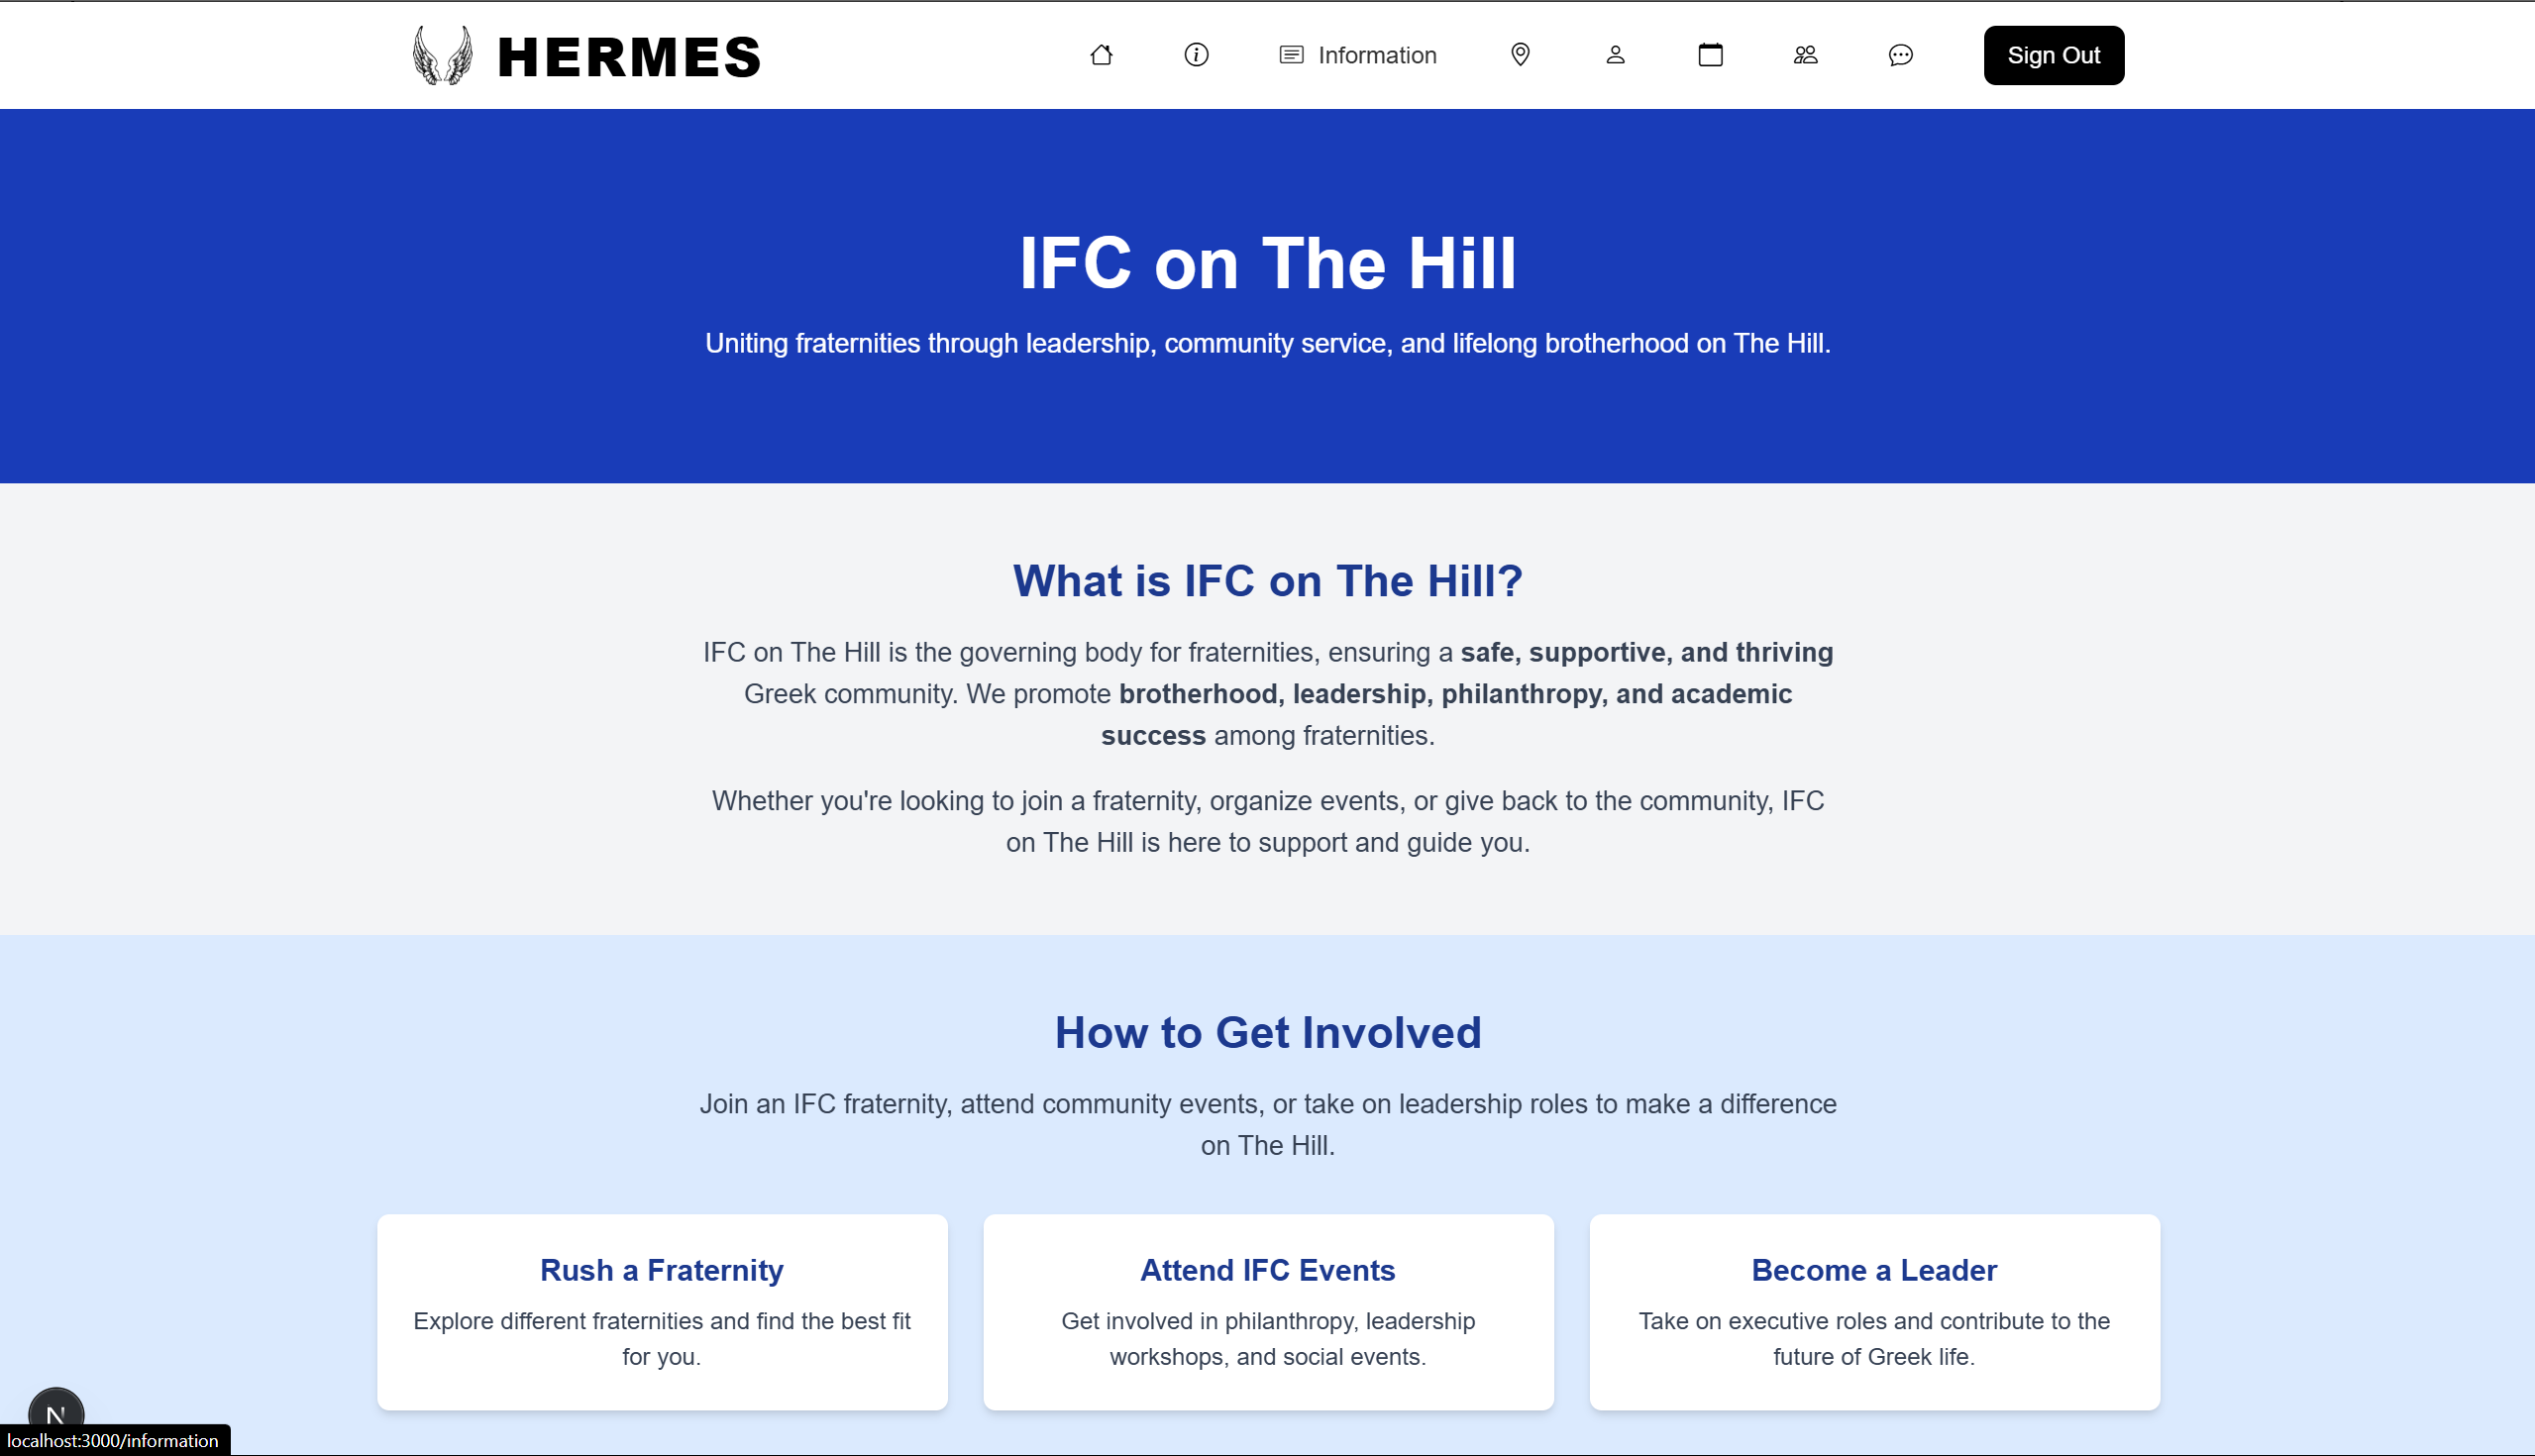 HERMES
Information
Sign Out
IFC on The Hill
Uniting fraternities through leadership, community service, and lifelong brotherhood on The Hill.
What is IFC on The Hill?
IFC on The Hill is the governing body for fraternities, ensuring a safe, supportive, and thriving
Greek community. We promote brotherhood, leadership, philanthropy, and academic
success among fraternities.
Whether you're looking to join a fraternity, organize events, or give back to the community, IFC
on The Hill is here to support and guide you.
How to Get Involved
Join an IFC fraternity, attend community events, or take on leadership roles to make a difference
on The Hill.
Rush a Fraternity
Explore different fraternities and find the best fit
for you.
Attend IFC Events
Get involved in philanthropy, leadership
workshops, and social events.
Become a Leader
Take on executive roles and contribute to the
future of Greek life.
N
localhost:3000/information